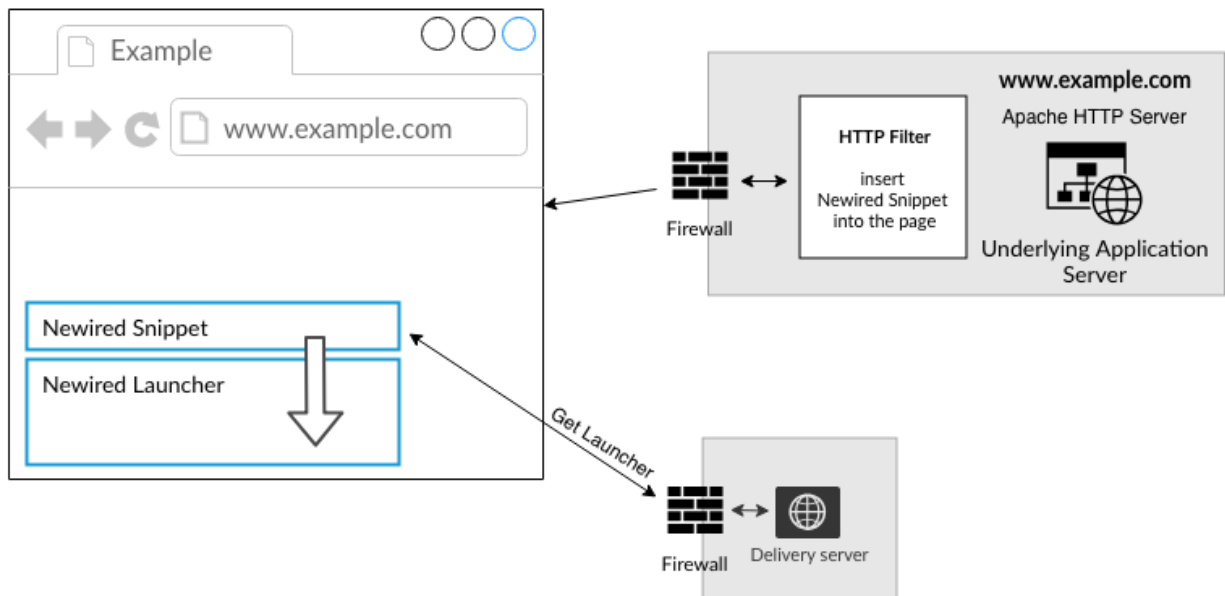 Example
www.example.com
Newired Snippet
Newired Launcher
Get Launcher
Firewall
HTTP Filter
insert
Newired Snippet
into the page
www.example.com
Apache HTTP Server
Underlying Application
Server
Firewall
Delivery server